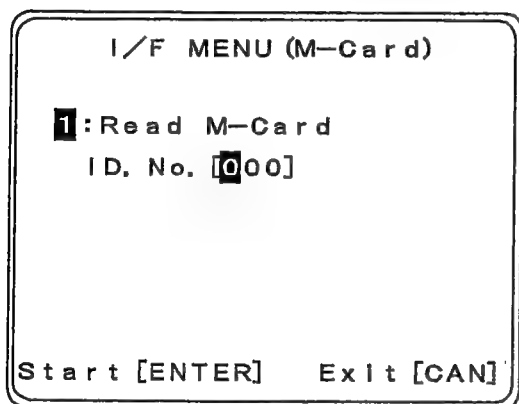 I/F MENU (M-Card)
1:Read M-Card
ID. No. [000]
Start [ENTER] Exit [CAN]